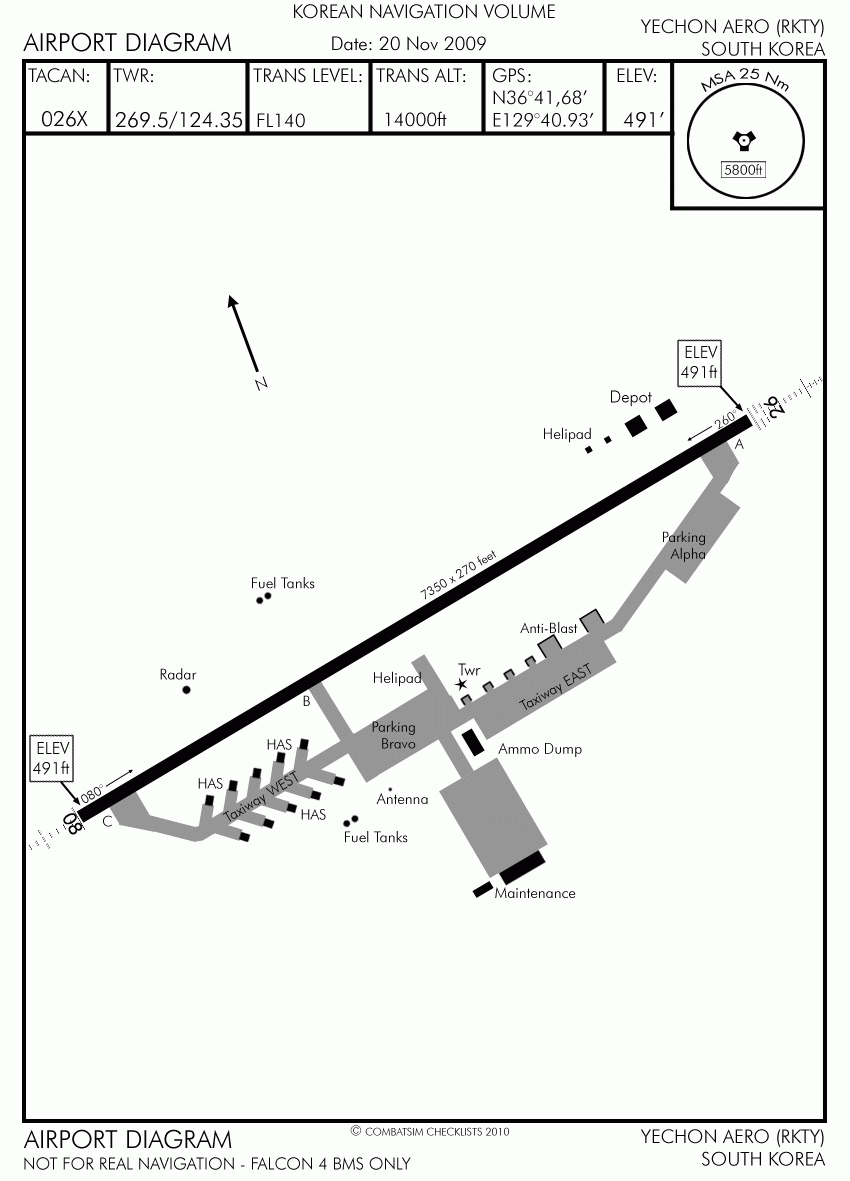 KOREAN NAVIGATION VOLUME
AIRPORT DIAGRAM
Date: 20 Nov 2009
YECHON AERO (RKTY)
SOUTH KOREA
TACAN:
026X
TWR:
269.5/124.35
TRANS LEVEL:
FL140
TRANS ALT:
14000ft
GPS:
N36°41,68’
E129°40.93’
ELEV:
491’
MSA 25 Nm
5800ft
N
ELEV
491ft
26
260°
A
Depot
Helipad
Parking
Alpha
7350 x 270 feet
Fuel Tanks
Anti-Blast
Taxiway EAST
Twr
Helipad
Radar
B
Parking
Bravo
Ammo Dump
HAS
HAS
Taxiway WEST
HAS
ELEV
491ft
080°
08
C
Antenna
Fuel Tanks
Maintenance
© COMBATSIM CHECKLISTS 2010
AIRPORT DIAGRAM
NOT FOR REAL NAVIGATION - FALCON 4 BMS ONLY
YECHON AERO (RKTY)
SOUTH KOREA